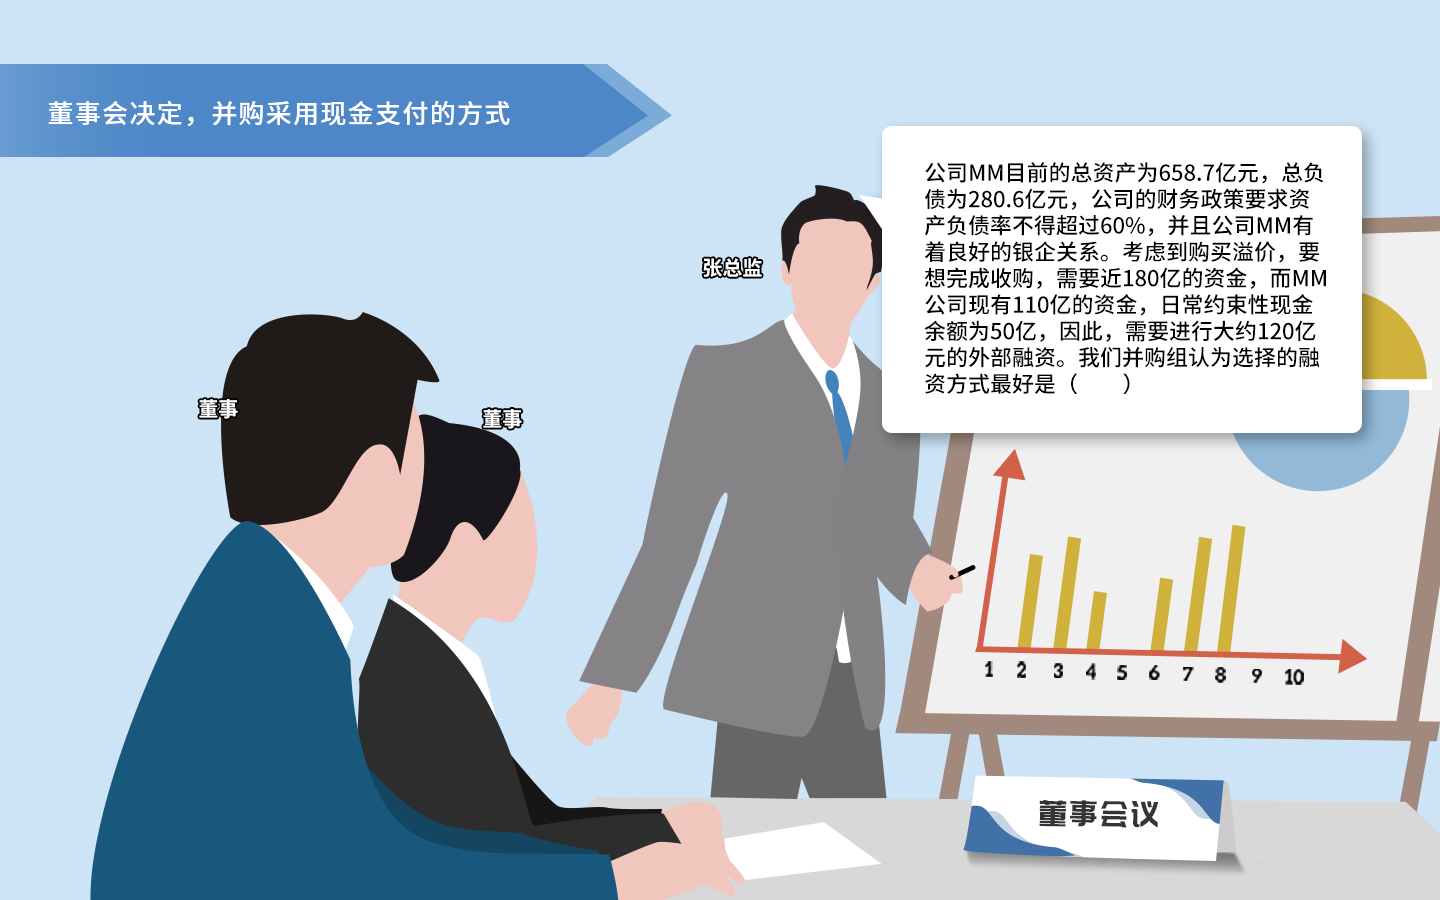 董事会决定，并购采用现金支付的方式
公司MM目前的总资产为658.7亿元，总负
债为280.6亿元，公司的财务政策要求资
产负债率不得超过60%，并且公司MM有
着良好的银企关系。考虑到购买溢价，要
想完成收购，需要近180亿的资金，而MM
公司现有110亿的资金，日常约束性现金
余额为50亿，因此，需要进行大约120亿
元的外部融资。我们并购组认为选择的融
资方式最好是（　　）
张总监
董事
董事
1 2 3 4 5 6 7 8 9 10
董事会议